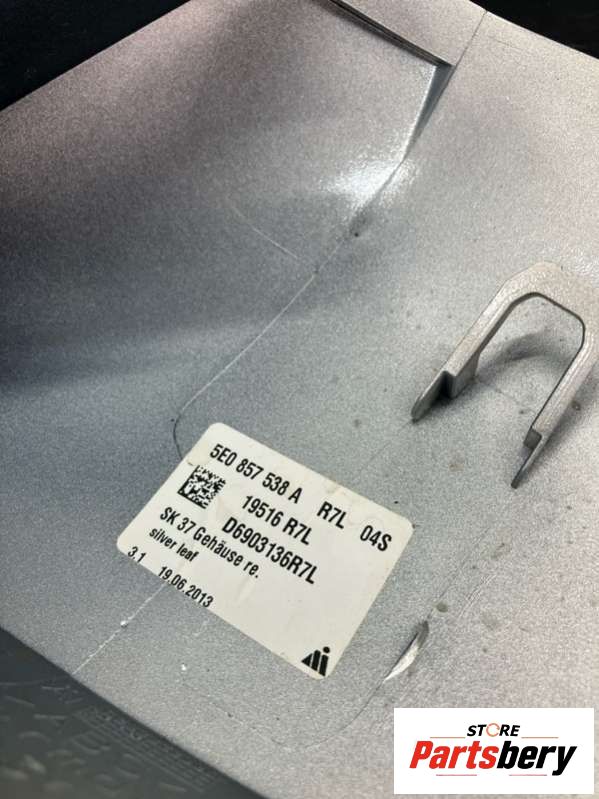 5E0 857 538 A R7L 04S
19516 R7L
D6903136R7L
SK 37 Gehäuse re.
silver leaf
3.1 19.06.2013
STORE
Partsbery